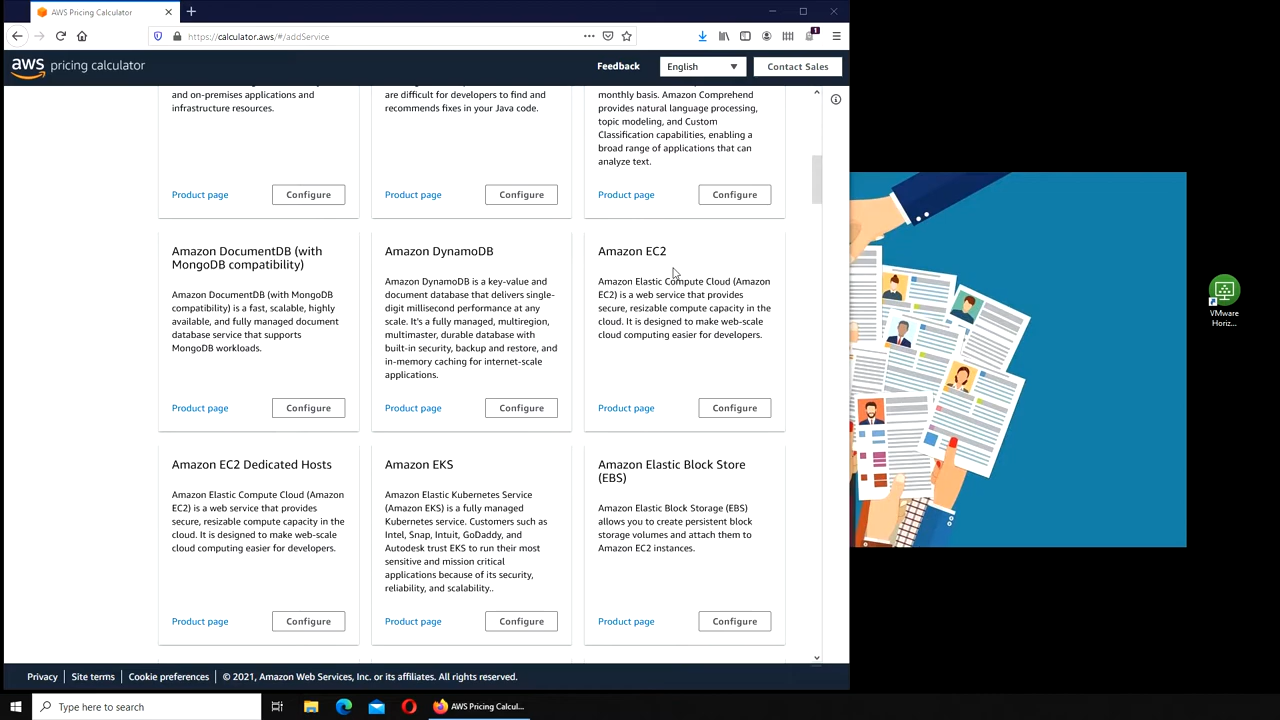 AWS Pricing Calculator
https://calculator.aws/#/addService
1
aws pricing calculator
Feedback
English
Contact Sales
and on-premises applications and
infrastructure resources.
Product page
Configure
are difficult for developers to find and
recommends fixes in your Java code.
Product page
Configure
monthly basis. Amazon Comprehend
provides natural language processing,
topic modeling, and Custom
Classification capabilities, enabling a
broad range of applications that can
analyze text.
Product page
Configure
Amazon DocumentDB (with
MongoDB compatibility)
Amazon DocumentDB (with MongoDB
compatibility) is a fast, scalable, highly
available, and fully managed document
database service that supports
MongoDB workloads.
Product page
Configure
Amazon DynamoDB
Amazon DynamoDB is a key-value and
document database that delivers single-
digit millisecond performance at any
scale. It's a fully managed, multiregion,
multimaster, durable database with
built-in security, backup and restore, and
in-memory caching for internet-scale
applications.
Product page
Configure
Amazon EC2
Amazon Elastic Compute Cloud (Amazon
EC2) is a web service that provides
secure, resizable compute capacity in the
cloud. It is designed to make web-scale
cloud computing easier for developers.
Product page
Configure
Amazon EC2 Dedicated Hosts
Amazon Elastic Compute Cloud (Amazon
EC2) is a web service that provides
secure, resizable compute capacity in the
cloud. It is designed to make web-scale
cloud computing easier for developers.
Product page
Configure
Amazon EKS
Amazon Elastic Kubernetes Service
(Amazon EKS) is a fully managed
Kubernetes service. Customers such as
Intel, Snap, Intuit, GoDaddy, and
Autodesk trust EKS to run their most
sensitive and mission critical
applications because of its security,
reliability, and scalability..
Product page
Configure
Amazon Elastic Block Store
(EBS)
Amazon Elastic Block Storage (EBS)
allows you to create persistent block
storage volumes and attach them to
Amazon EC2 instances.
Product page
Configure
VMware
Horiz...
Privacy | Site terms | Cookie preferences | © 2021, Amazon Web Services, Inc. or its affiliates. All rights reserved.
Type here to search
AWS Pricing Calcul...